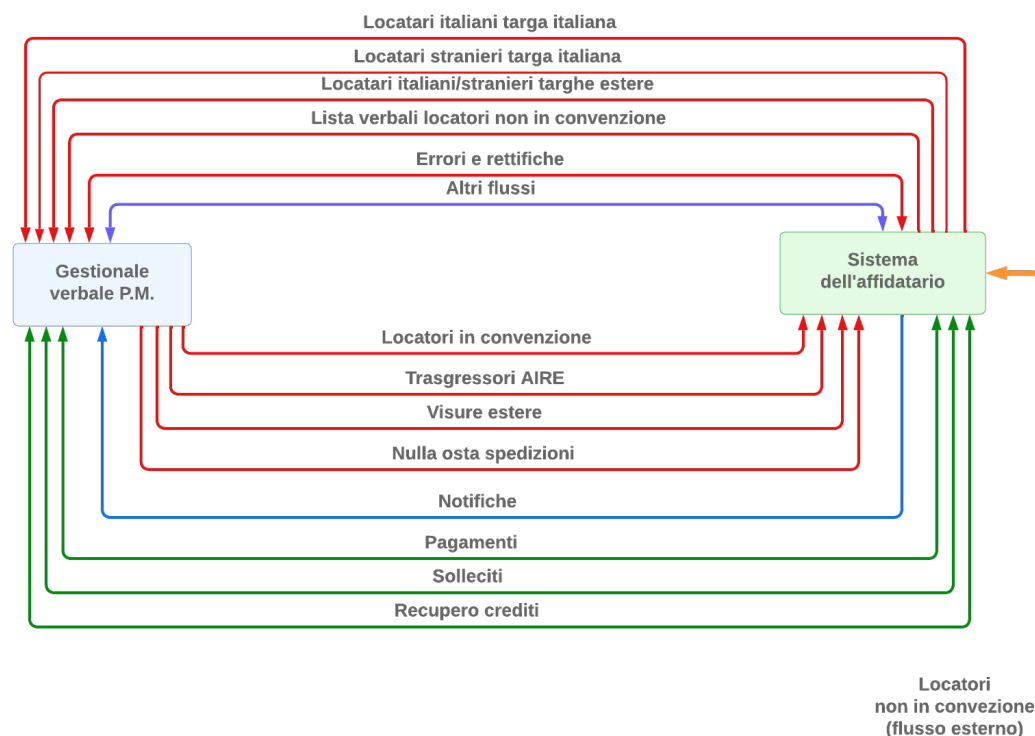 Locatari italiani targa italiana
Locatari stranieri targa italiana
Locatari italiani/stranieri targhe estere
Lista verbali locatori non in convenzione
Errori e rettifiche
Altri flussi
Gestionale
verbale P.M.
Sistema
dell'affidatario
Locatori in convenzione
Trasgressori AIRE
Visure estere
Nulla osta spedizioni
Notifiche
Pagamenti
Solleciti
Recupero crediti
Locatori
non in convezione
(flusso esterno)